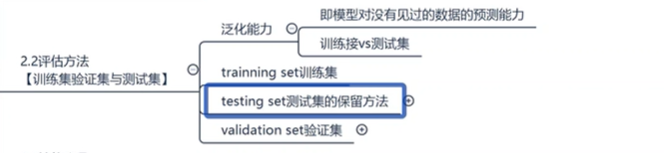 即模型对没有见过的数据的预测能力
泛化能力
训练接vs测试集
2.2评估方法
【训练集验证集与测试集】
trainning set训练集
testing set测试集的保留方法
validation set验证集